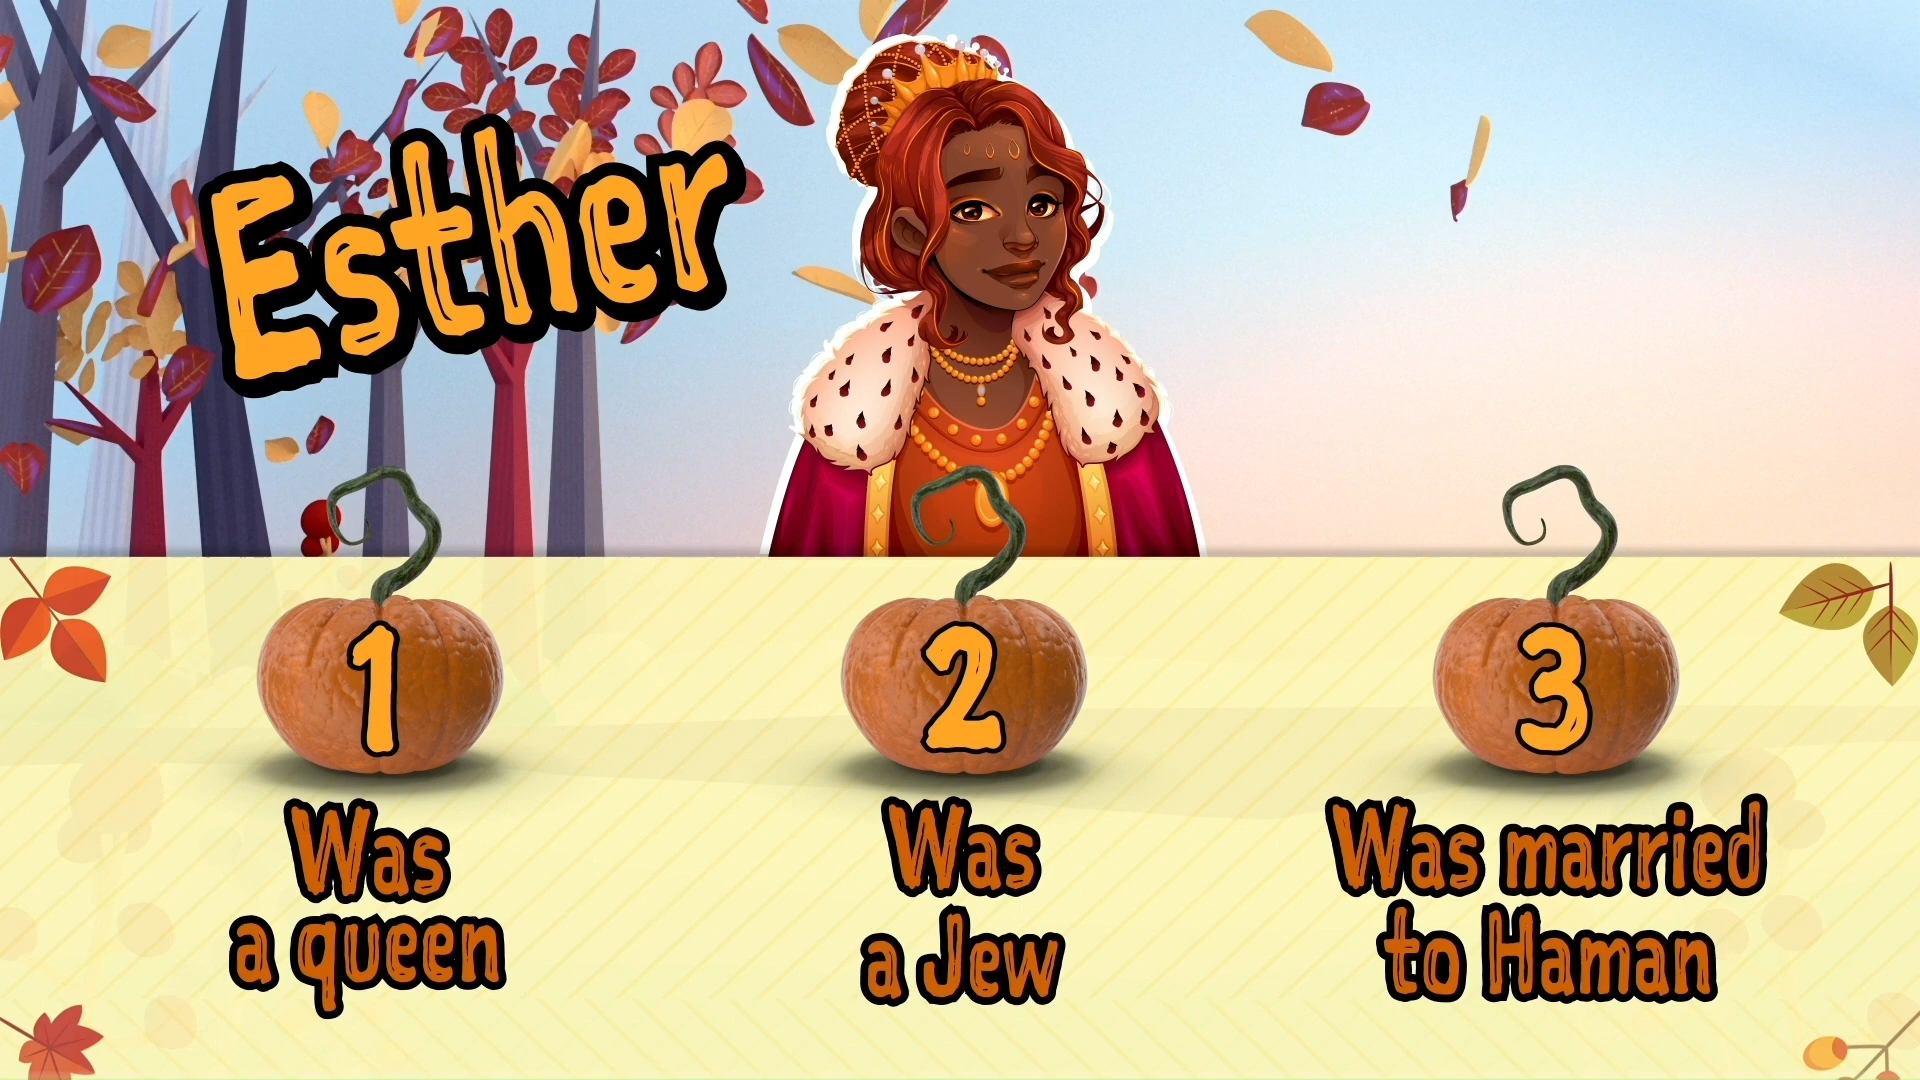 Esther
1
2
3
Was
a queen
Was
a Jew
Was married
to Haman